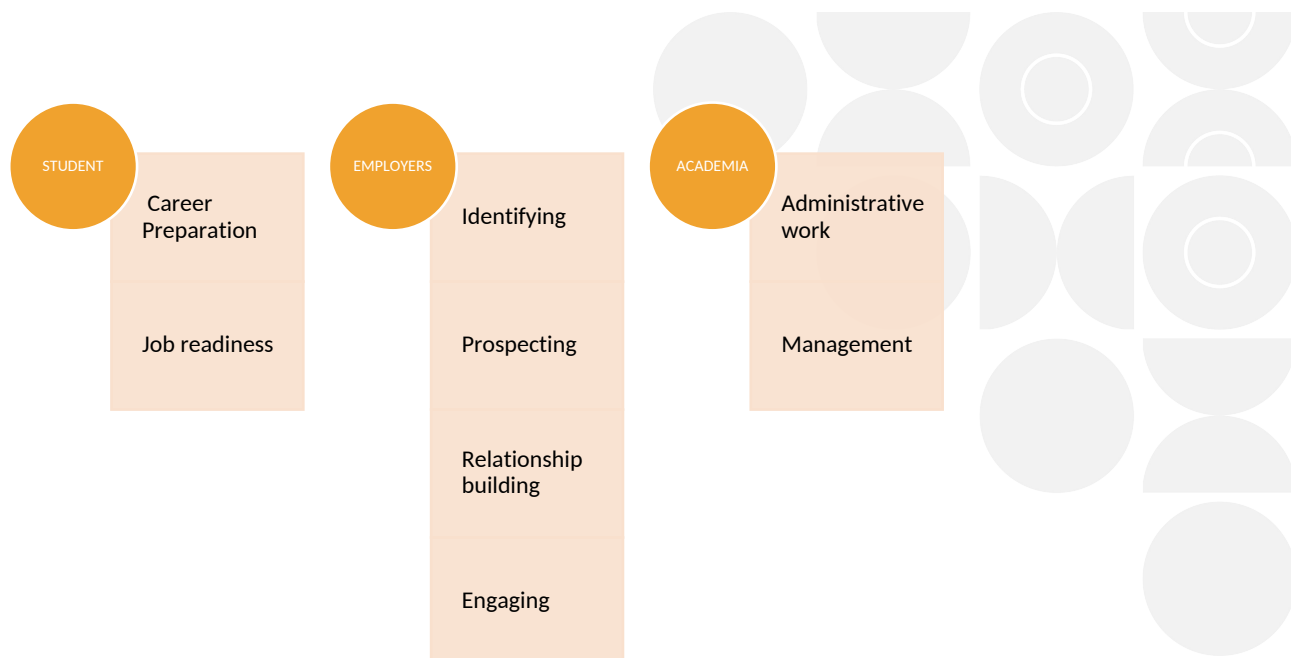 STUDENT
Career
Preparation
Job readiness
EMPLOYERS
Identifying
Prospecting
Relationship
building
Engaging
ACADEMIA
Administrative
work
Management